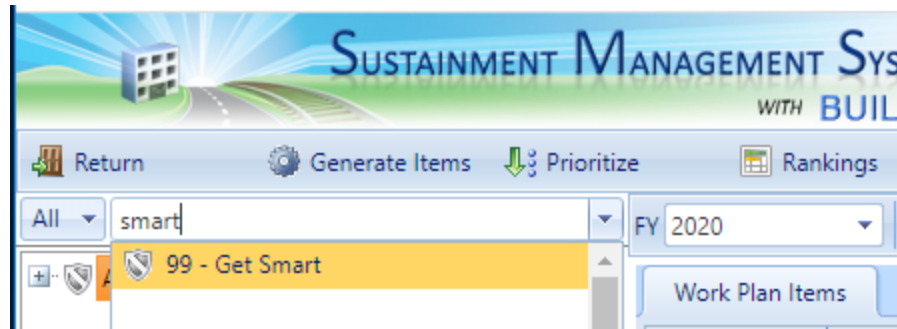 SUSTAINMENT MANAGEMENT SYS
WITH BUIL
Return Generate Items Prioritize Rankings
All smart FY 2020
99 - Get Smart
Work Plan Items